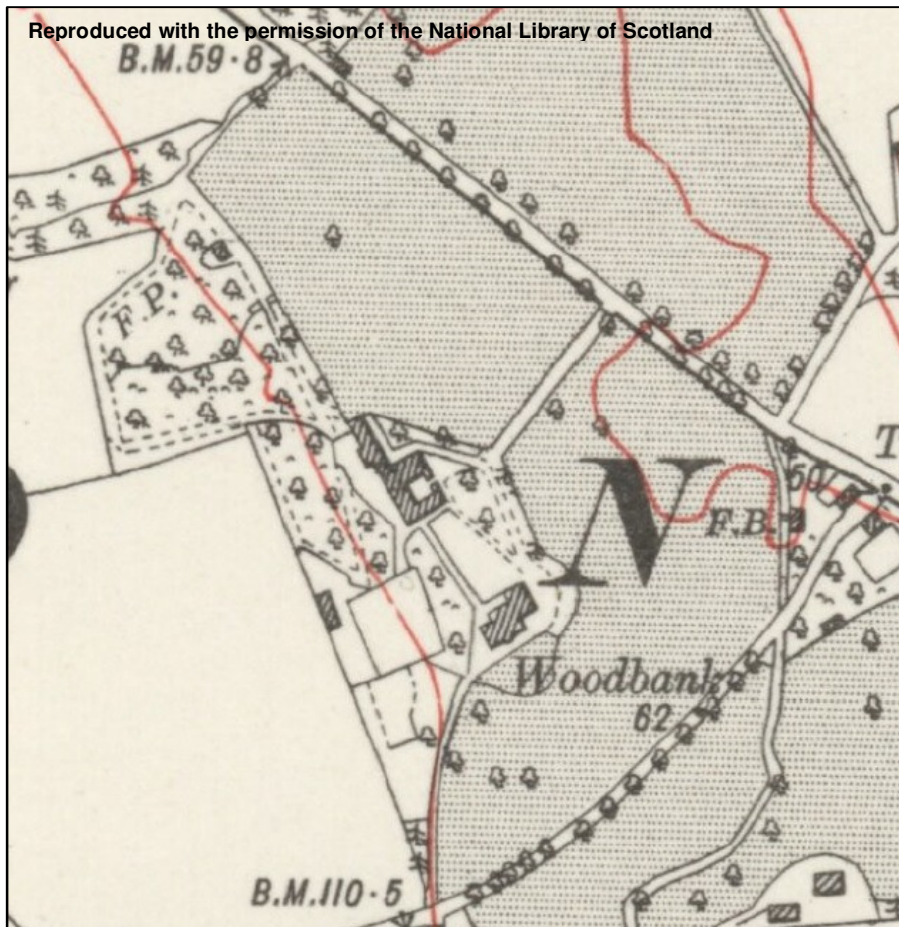 Reproduced with the permission of the National Library of Scotland
B.M.59·8
F.P.
N
T
50
F.B.
Woodbank
62
B.M.110·5